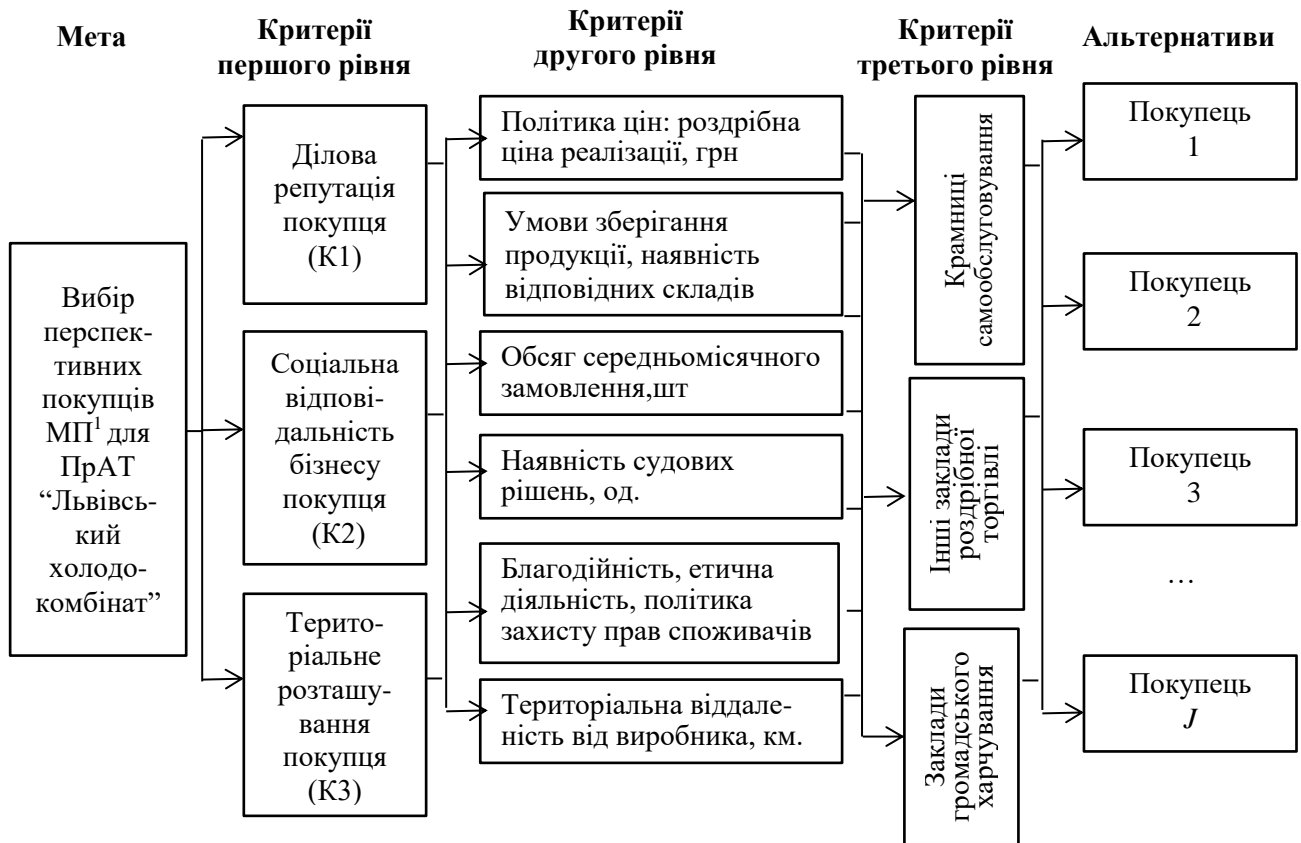 Мета
Критерії
першого рівня
Критерії
другого рівня
Критерії
третього рівня
Альтернативи
Вибір
перспек-
тивних
покупців
МП¹ для
ПрАТ
“Львівсь-
кий
холодо-
комбінат”
Ділова
репутація
покупця
(К1)
Соціальна
відпові-
дальність
бізнесу
покупця
(К2)
Терито-
ріальне
розташу-
вання
покупця
(К3)
Політика цін: роздрібна
ціна реалізації, грн
Умови зберігання
продукції, наявність
відповідних складів
Обсяг середньомісячного
замовлення,шт
Наявність судових
рішень, од.
Благодійність, етична
діяльність, політика
захисту прав споживачів
Територіальна віддале-
ність від виробника, км.
Крамниці
самообслуговування
Інші заклади
роздрібної
торгівлі
Заклади
громадського
харчування
Покупець
1
Покупець
2
Покупець
3
…
Покупець
J